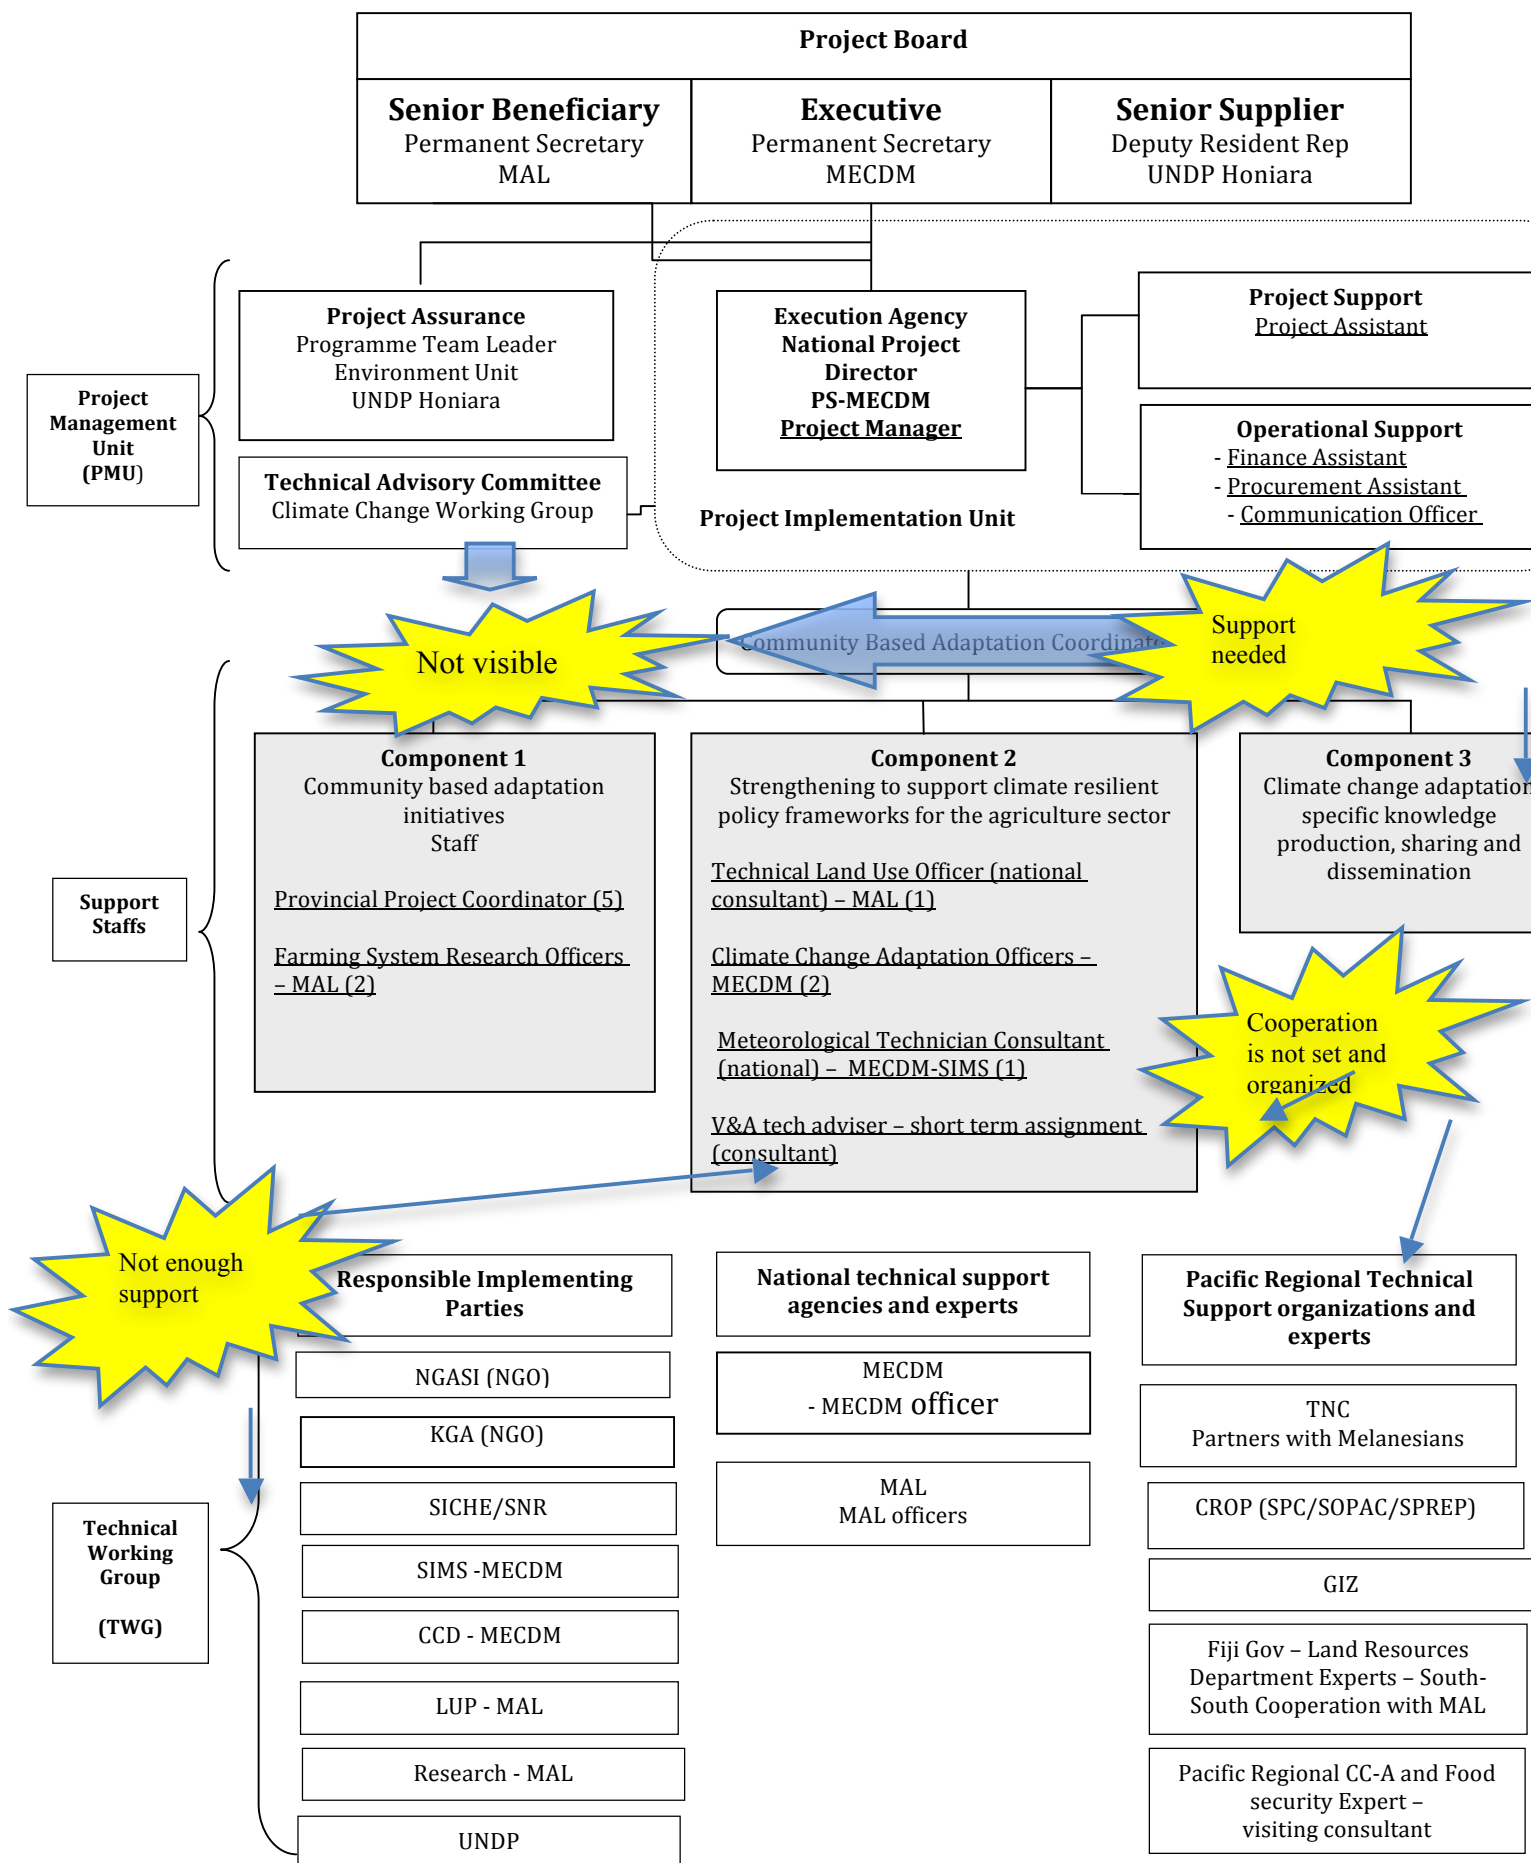 Project Board
Senior Beneficiary
Permanent Secretary
MAL
Executive
Permanent Secretary
MECDM
Senior Supplier
Deputy Resident Rep
UNDP Honiara
Project
Management
Unit
(PMU)
Project Assurance
Programme Team Leader
Environment Unit
UNDP Honiara
Technical Advisory Committee
Climate Change Working Group
Execution Agency
National Project
Director
PS-MECDM
Project Manager
Project Implementation Unit
Project Support
Project Assistant
Operational Support
- Finance Assistant
- Procurement Assistant
- Communication Officer
Not visible
Community Based Adaptation Coordinato
Support
needed
Support
Staffs
Component 1
Community based adaptation
initiatives
Staff
Provincial Project Coordinator (5)
Farming System Research Officers
– MAL (2)
Component 2
Strengthening to support climate resilient
policy frameworks for the agriculture sector
Technical Land Use Officer (national
consultant) – MAL (1)
Climate Change Adaptation Officers –
MECDM (2)
Meteorological Technician Consultant
(national) – MECDM-SIMS (1)
V&A tech adviser – short term assignment
(consultant)
Component 3
Climate change adaptation
specific knowledge
production, sharing and
dissemination
Cooperation
is not set and
organized
Not enough
support
Technical
Working
Group
(TWG)
Responsible Implementing
Parties
NGASI (NGO)
KGA (NGO)
SICHE/SNR
SIMS -MECDM
CCD - MECDM
LUP - MAL
Research - MAL
UNDP
National technical support
agencies and experts
MECDM
- MECDM officer
MAL
MAL officers
Pacific Regional Technical
Support organizations and
experts
TNC
Partners with Melanesians
CROP (SPC/SOPAC/SPREP)
GIZ
Fiji Gov – Land Resources
Department Experts – South-
South Cooperation with MAL
Pacific Regional CC-A and Food
security Expert –
visiting consultant